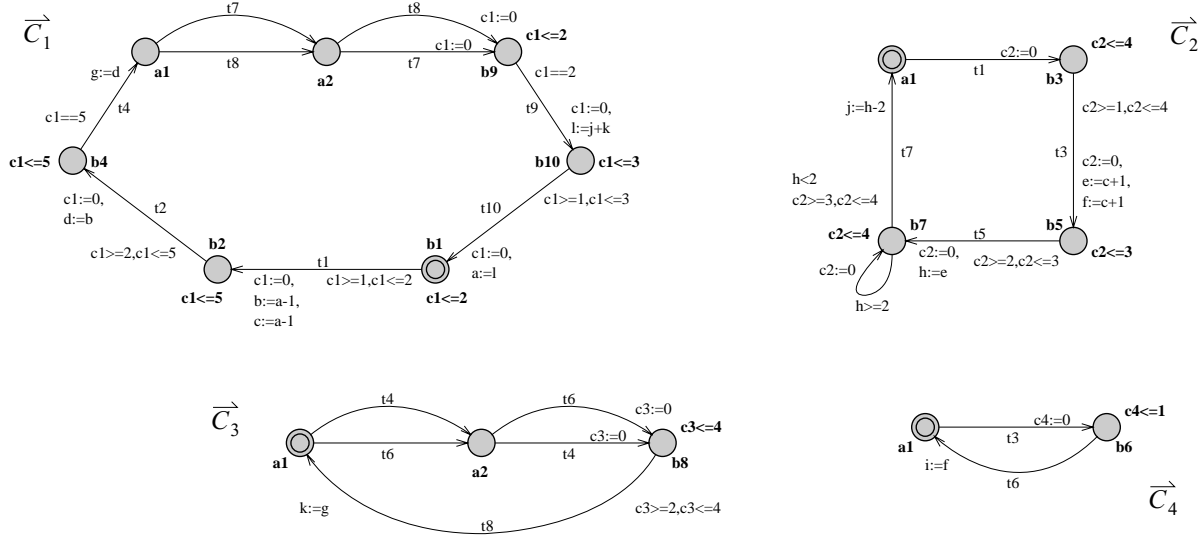 C1
t7
t8
c1:=0
c1<=2
a1
t8
a2
c1:=0
t7
b9
g:=d
t4
c1==5
c1==2
t9
c1:=0,
l:=j+k
c1<=5
b4
b10
c1<=3
c1>=1,c1<=3
c1:=0,
d:=b
t2
t10
c1>=2,c1<=5
b2
t1
b1
c1:=0,
a:=l
c1<=5
c1:=0,
b:=a-1,
c:=a-1
c1>=1,c1<=2
c1<=2
C2
c2:=0
c2<=4
a1
t1
b3
j:=h-2
c2>=1,c2<=4
t7
t3
h<2
c2>=3,c2<=4
c2:=0,
e:=c+1,
f:=c+1
b7
t5
b5
c2<=4
c2:=0,
h:=e
c2>=2,c2<=3
c2<=3
c2:=0
h>=2
C3
t4
t6
c3:=0
c3<=4
a1
t6
a2
c3:=0
t4
b8
k:=g
t8
c3>=2,c3<=4
c4:=0
c4<=1
a1
t3
b6
i:=f
t6
C4